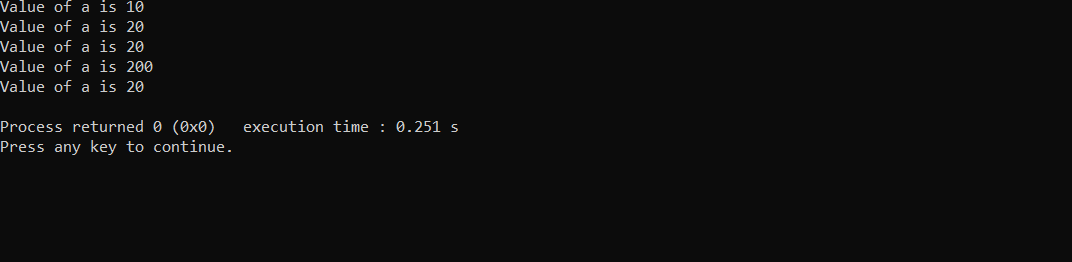 Value of a is 10
Value of a is 20
Value of a is 20
Value of a is 200
Value of a is 20
Process returned 0 (0x0)   execution time : 0.251 s
Press any key to continue.